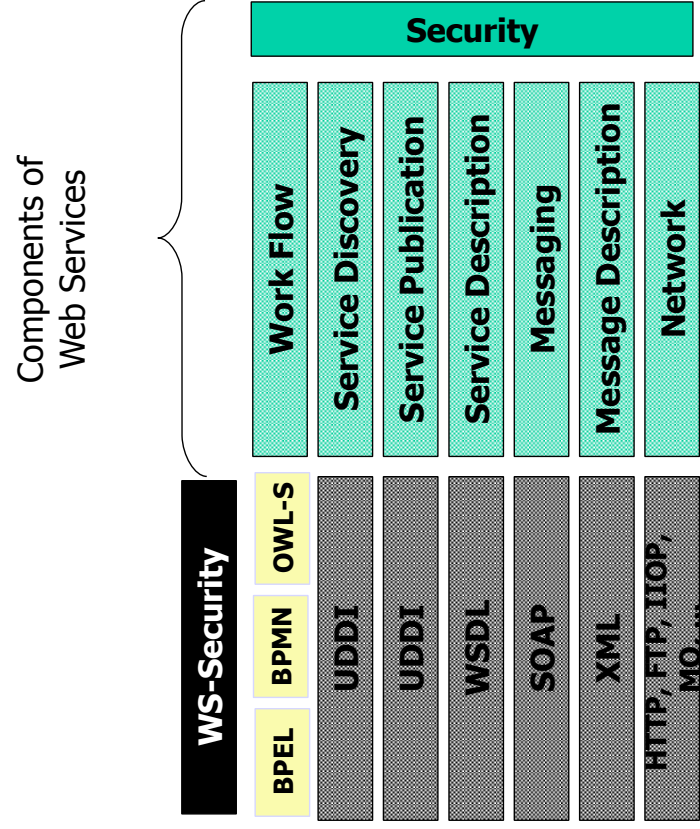 Components of
Web Services
Security
Work Flow
Service Discovery
Service Publication
Service Description
Messaging
Message Description
Network
WS-Security
BPEL
BPMN
OWL-S
UDDI
UDDI
WSDL
SOAP
XML
HTTP, FTP, IIOP,
MQ, ...